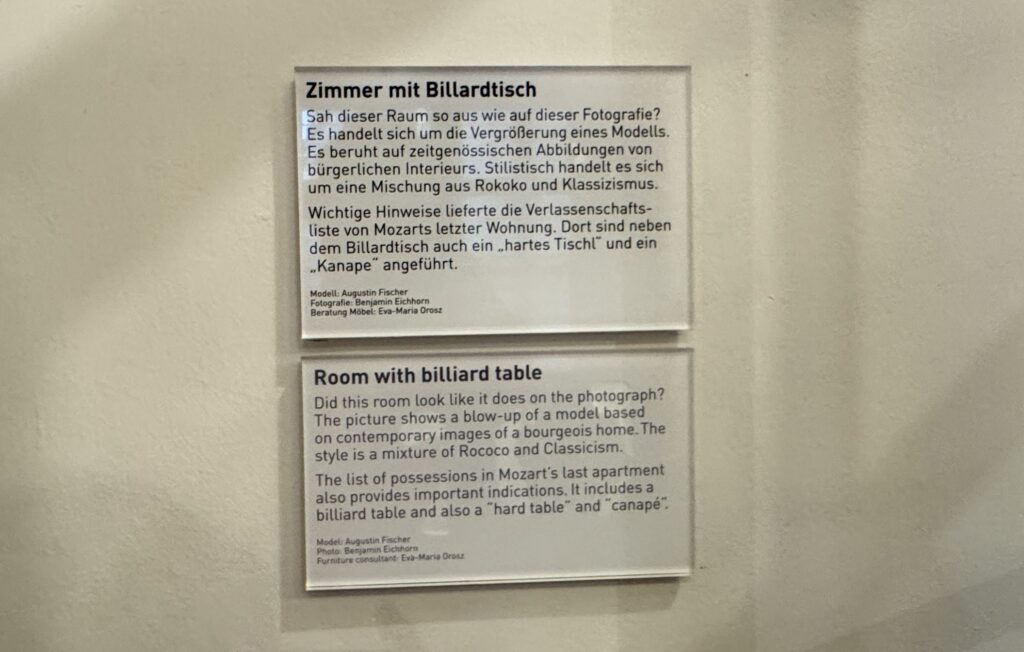 Zimmer mit Billardtisch
Sah dieser Raum so aus wie auf dieser Fotografie?
Es handelt sich um die Vergrößerung eines Modells.
Es beruht auf zeitgenössischen Abbildungen von
bürgerlichen Interieurs. Stilistisch handelt es sich
um eine Mischung aus Rokoko und Klassizismus.
Wichtige Hinweise lieferte die Verlassenschafts-
liste von Mozarts letzter Wohnung. Dort sind neben
dem Billardtisch auch ein „hartes Tischl“ und ein
„Kanape“ angeführt.
Modell: Augustin Fischer
Fotografie: Benjamin Eichhorn
Beratung Möbel: Eva-Maria Orosz
Room with billiard table
Did this room look like it does on the photograph?
The picture shows a blow-up of a model based
on contemporary images of a bourgeois home. The
style is a mixture of Rococo and Classicism.
The list of possessions in Mozart’s last apartment
also provides important indications. It includes a
billiard table and also a “hard table” and “canapé”.
Model: Augustin Fischer
Photo: Benjamin Eichhorn
Furniture consultant: Eva-Maria Orosz